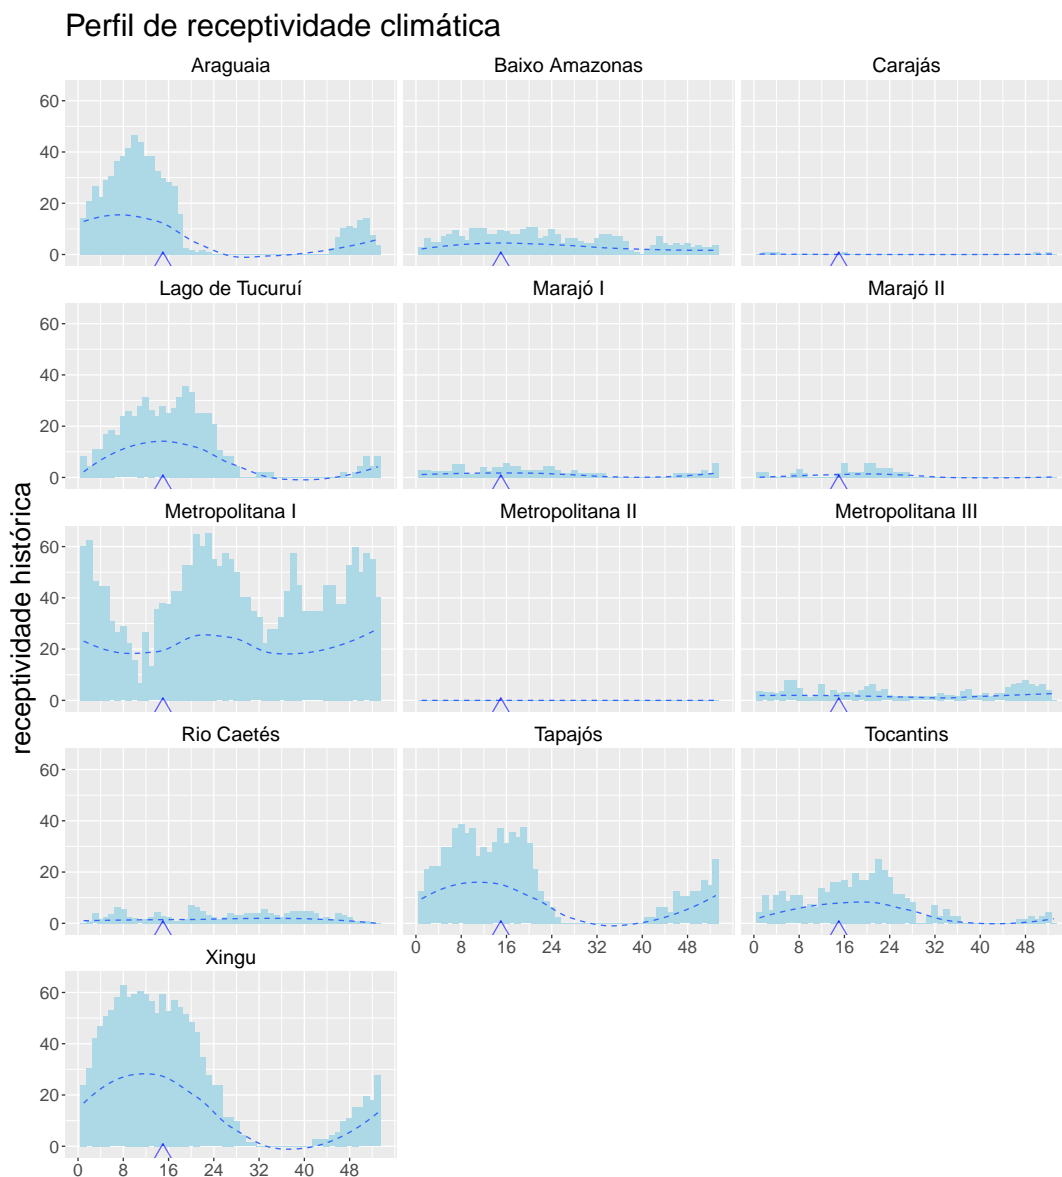 Perfil de receptividade climática
Araguaia Baixo Amazonas Carajás
60
40
20
0
Lago de Tucuruí Marajó I Marajó II
60
40
20
0
Metropolitana I Metropolitana II Metropolitana III
60
40
20
0
receptividade histórica
Rio Caetés Tapajós Tocantins
60
40
20
0
0 8 16 24 32 40 48 0 8 16 24 32 40 48
Xingu
60
40
20
0
0 8 16 24 32 40 48